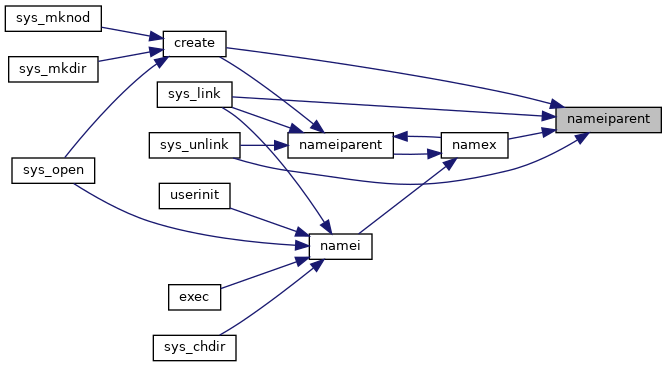 sys_mknod
create
sys_mkdir
sys_link
nameiparent
sys_unlink
nameiparent
namex
sys_open
userinit
namei
exec
sys_chdir